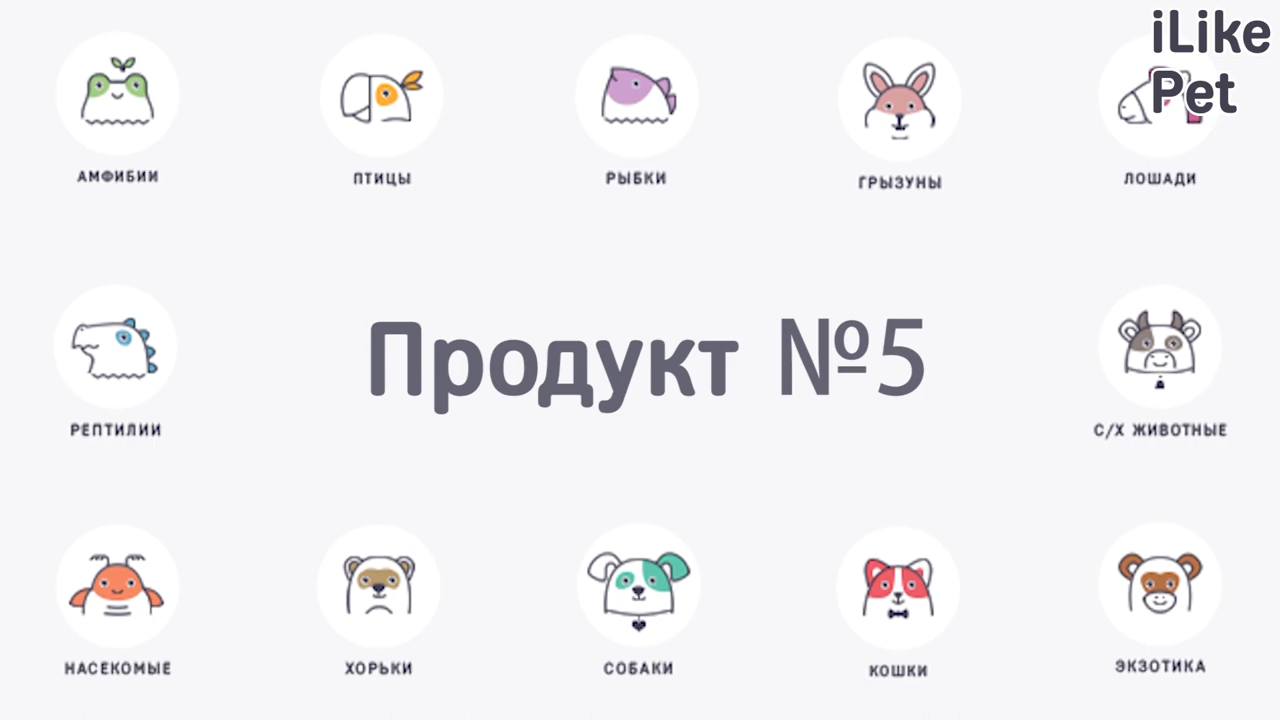 iLike
Pet
АМФИБИИ
ПТИЦЫ
РЫБКИ
ГРЫЗУНЫ
ЛОШАДИ
РЕПТИЛИИ
Продукт №5
С/Х ЖИВОТНЫЕ
НАСЕКОМЫЕ
ХОРЬКИ
СОБАКИ
КОШКИ
ЭКЗОТИКА